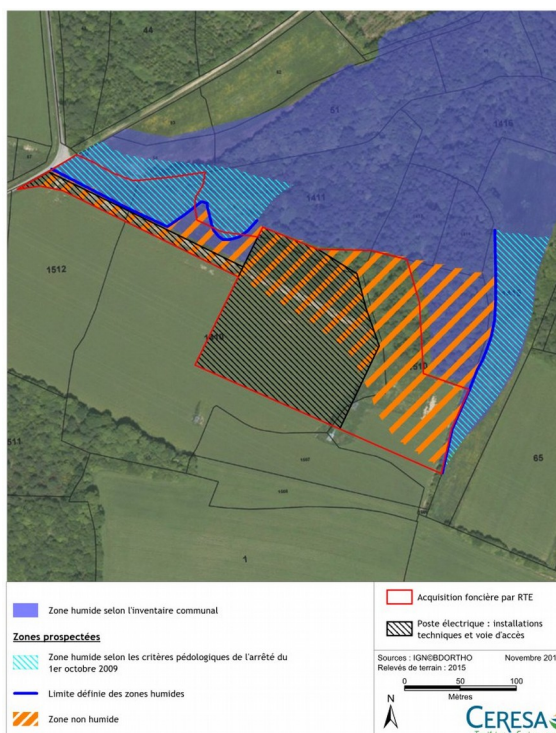 44
61
1416
1411
1512
1510
65
1
Zone humide selon l'inventaire communal
Zones prospectées
Zone humide selon les critères pédologiques de l'arrêté du
1er octobre 2009
Limite définie des zones humides
Zone non humide
Acquisition foncière par RTE
Poste électrique : installations
techniques et voie d'accès
Sources : IGN©BDORTHO
Relevés de terrain : 2015
0 50 100
Mètres
N
CERESA